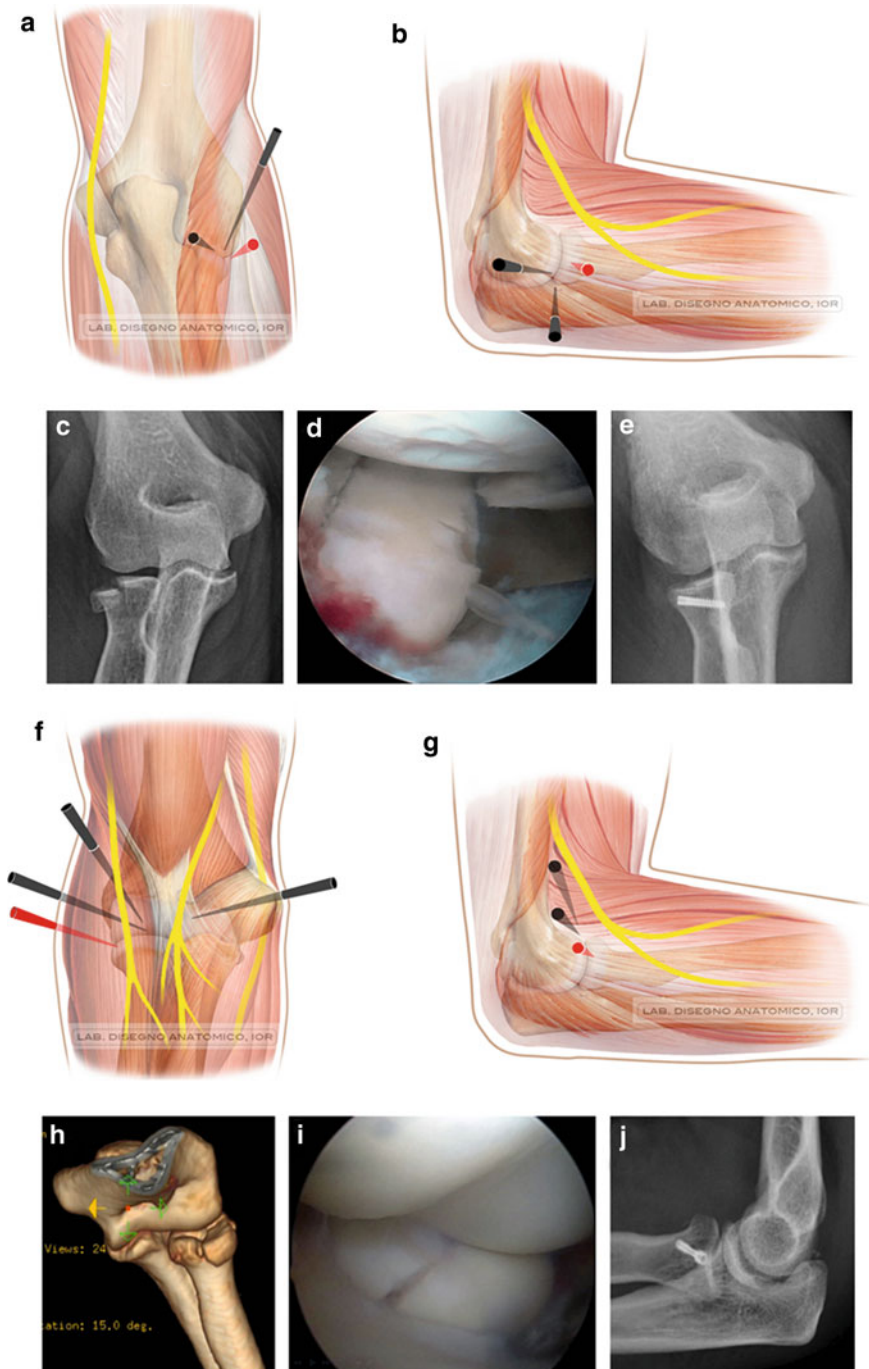 a
b
LAB. DISEGNO ANATOMICO, IOR
LAB. DISEGNO ANATOMICO, IOR
c
d
e
f
g
LAB. DISEGNO ANATOMICO, IOR
LAB. DISEGNO ANATOMICO, IOR
h
i
j
Views: 24
tation: 15.0 deg.